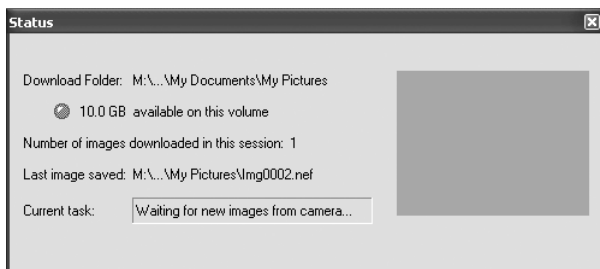 Status
Download Folder: M:\...\My Documents\My Pictures
10.0 GB available on this volume
Number of images downloaded in this session: 1
Last image saved: M:\...\My Pictures\Img0002.nef
Current task: Waiting for new images from camera...